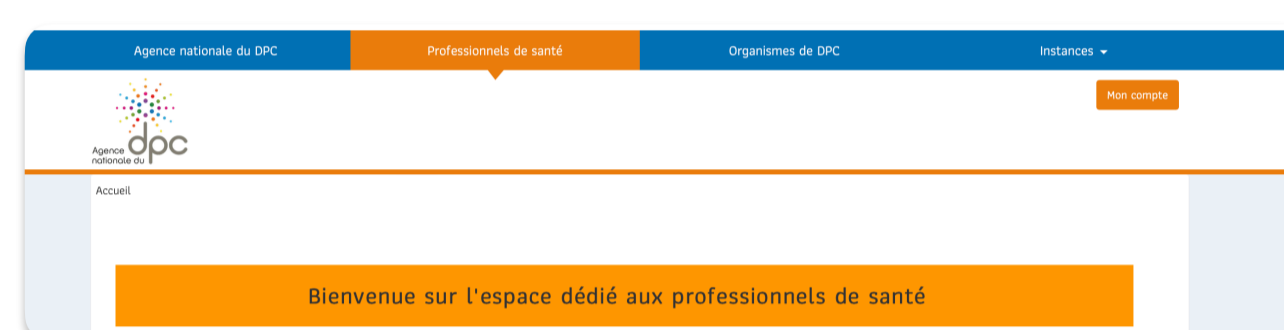 Agence nationale du DPC
Professionnels de santé
Organismes de DPC
Instances
Mon compte
Agence
nationale du
dpc
Accueil
Bienvenue sur l'espace dédié aux professionnels de santé